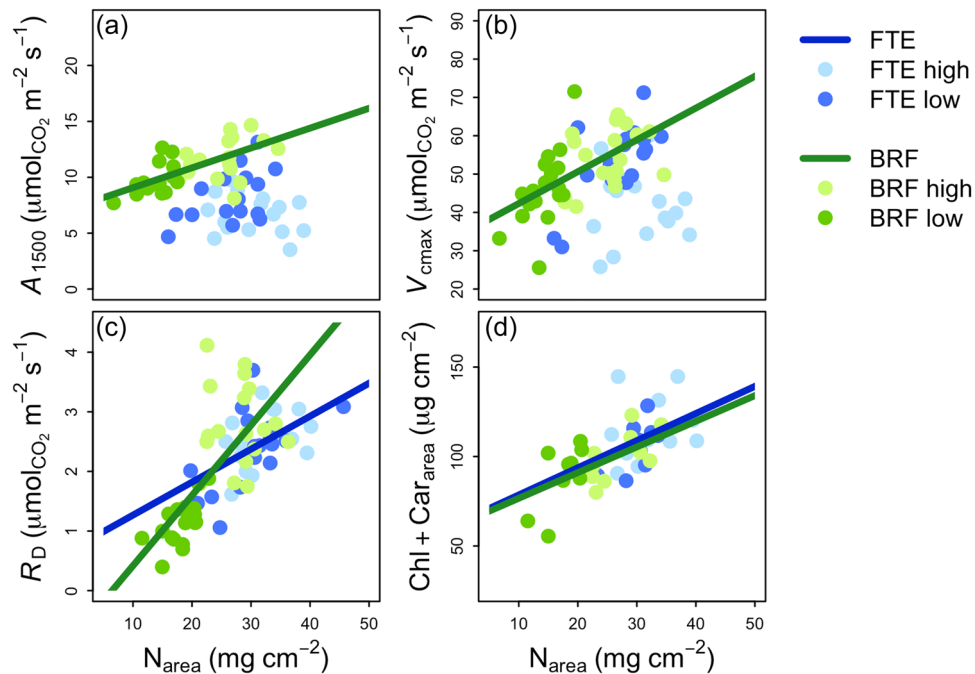 (a)
A1500 (μmolCO2 m−2 s−1)
0 5 10 15 20
(b)
Vcmax (μmolCO2 m−2 s−1)
20 30 40 50 60 70 80 90
FTE
FTE high
FTE low
BRF
BRF high
BRF low
(c)
RD (μmolCO2 m−2 s−1)
0 1 2 3 4
10 20 30 40 50
Narea (mg cm−2)
(d)
Chl + Cararea (μg cm−2)
50 100 150
10 20 30 40 50
Narea (mg cm−2)